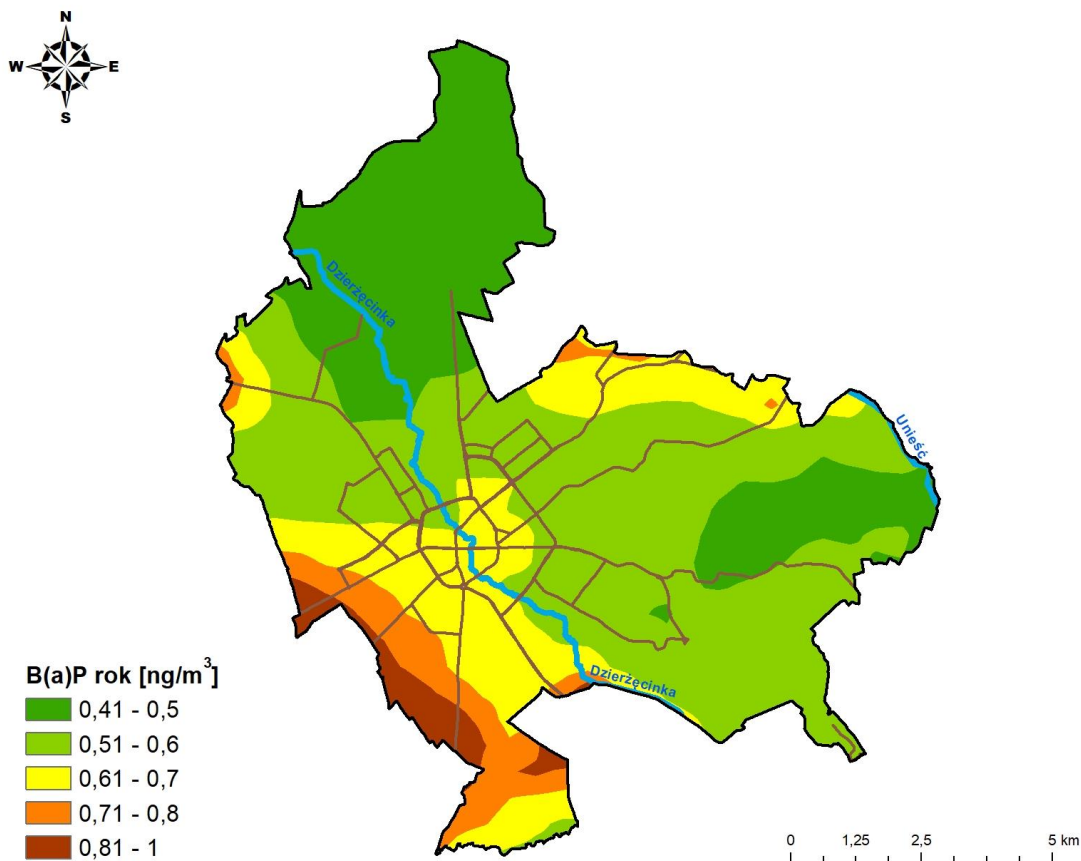 N
W E
S
Dzierżęcinka
Unieść
Dzierżęcinka
B(a)P rok [ng/m³]
0,41 - 0,5
0,51 - 0,6
0,61 - 0,7
0,71 - 0,8
0,81 - 1
0 1,25 2,5 5 km